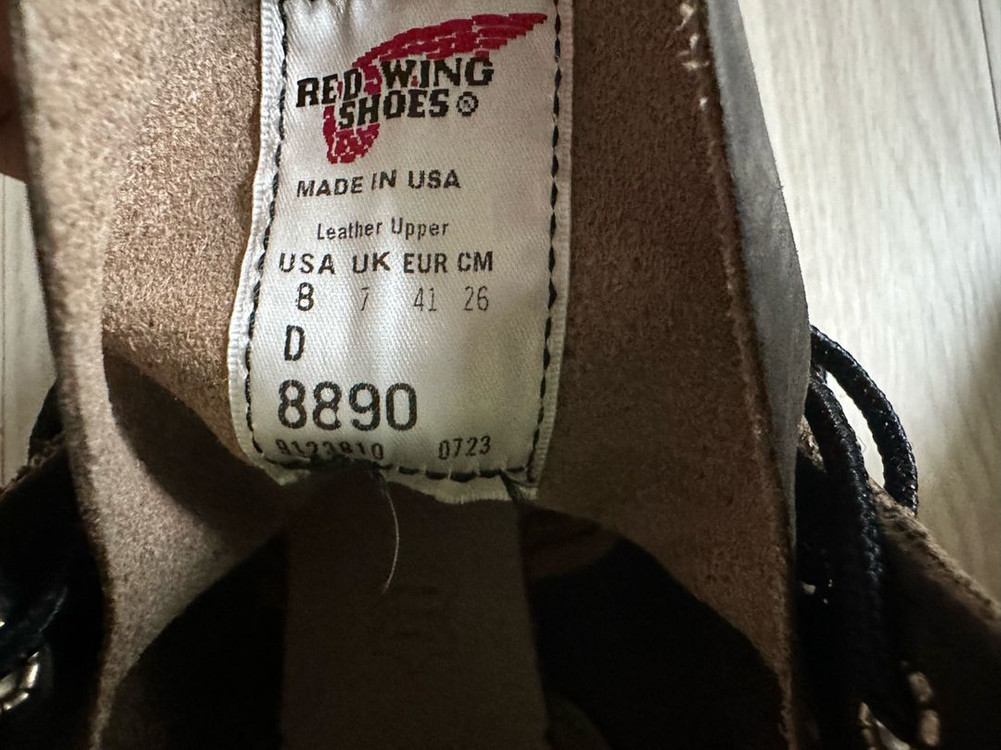 RED WING
SHOES®
MADE IN USA
Leather Upper
USA UK EUR CM
8 7 41 26
D
8890
0723